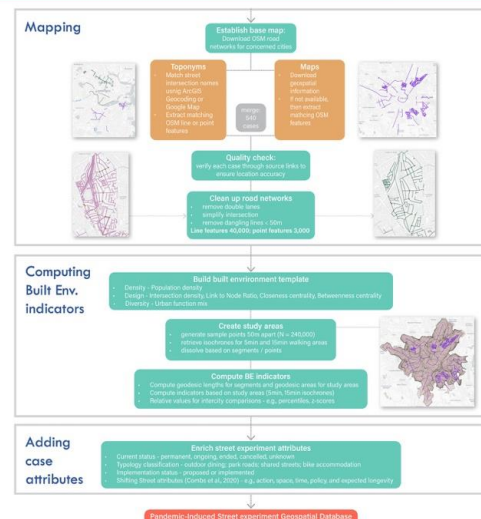 Mapping
Establish base map:
Download OSM road
networks for concerned cities
Toponyms
- Match street
intersection names
using ArcGIS
Geocoding or
Google Map
- Extract matching
OSM line or point
features
merge:
540
cases
Maps
- Download
geospatial
information
- If not available,
then extract
matching OSM
features
Quality check:
verify each case through source links to
ensure location accuracy
Clean up road networks
- remove double lanes
- simplify intersection
- remove dangling lines < 50m
Line features 40,000; point features 3,600
Computing
Built Env.
indicators
Build built environment template
- Density - Population density
- Design - Intersection density, Link to Node Ratio, Closeness centrality, Betweenness centrality
- Diversity - Urban function mix
Create study areas
- generate sample points 50m apart (N = 240,000)
- retrieve isochrones for 5min and 15min walking areas
- dissolve based on segments / points
Compute BE indicators
- Compute geodesic lengths for segments and geodesic areas for study areas
- Compute indicators based on study areas (5min, 15min isochrones)
- Relative values for intercity comparisons - e.g., percentiles, z-scores
Adding
case
attributes
Enrich street experiment attributes
- Current status - permanent, ongoing, ended, cancelled, unknown
- Typology classification - outdoor dining; park roads; shared streets; bike accommodation
- Implementation status - proposed or implemented
- Shifting Street attributes (Combs et al., 2020) - e.g., action, space, time, policy, and expected longevity
Pandemic-Induced Street experiment Geospatial Database